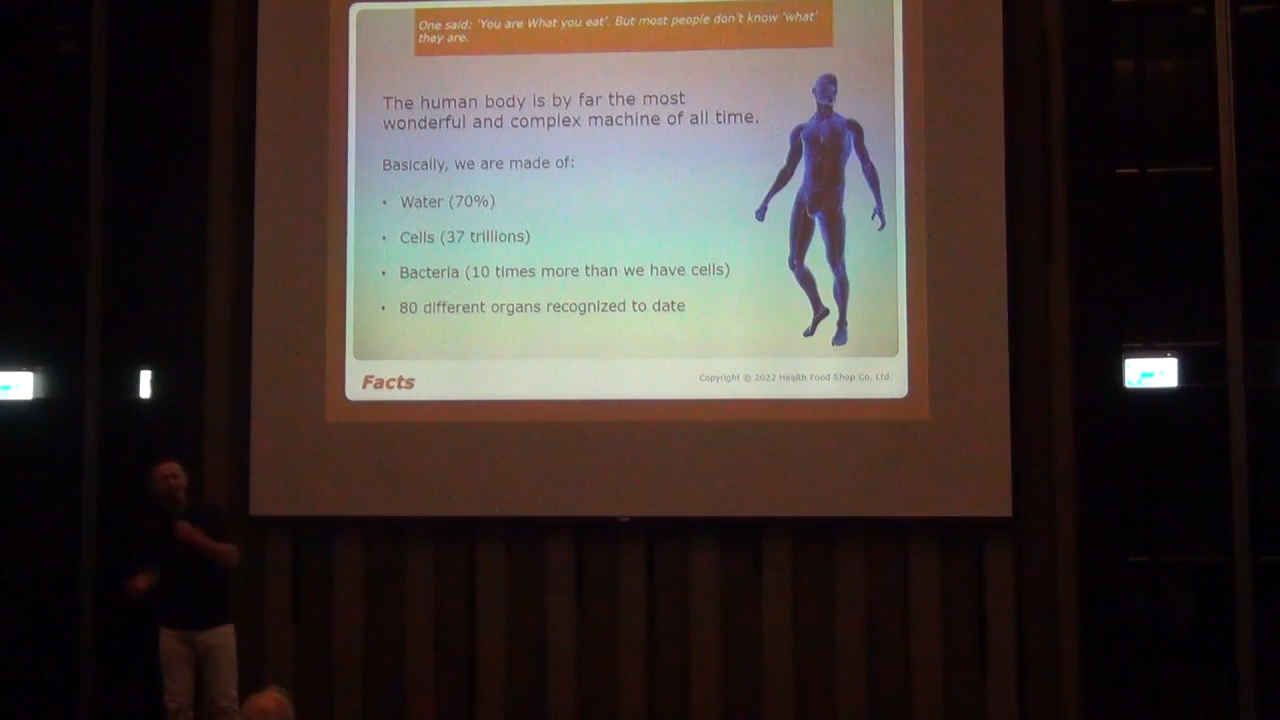 One said: 'You are What you eat'. But most people don't know 'what'
they are.
The human body is by far the most
wonderful and complex machine of all time.
Basically, we are made of:
• Water (70%)
• Cells (37 trillions)
• Bacteria (10 times more than we have cells)
• 80 different organs recognized to date
Facts
Copyright © 2022 Health Food Shop Co, Ltd.